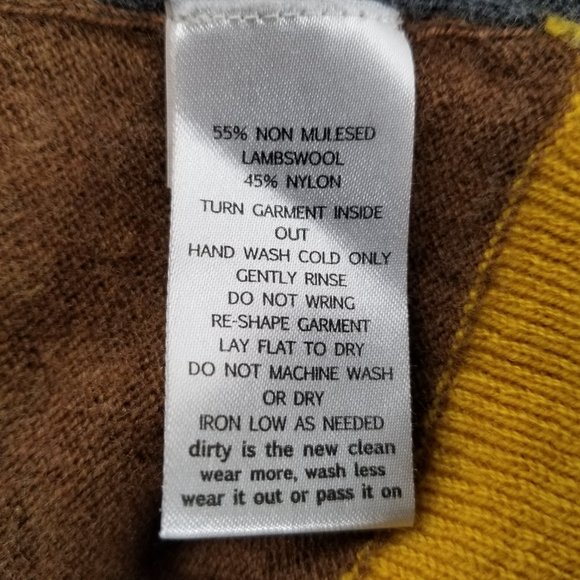 55% NON MULESED
LAMBSWOOL
45% NYLON
TURN GARMENT INSIDE
OUT
HAND WASH COLD ONLY
GENTLY RINSE
DO NOT WRING
RE-SHAPE GARMENT
LAY FLAT TO DRY
DO NOT MACHINE WASH
OR DRY
IRON LOW AS NEEDED
dirty is the new clean
wear more, wash less
wear it out or pass it on